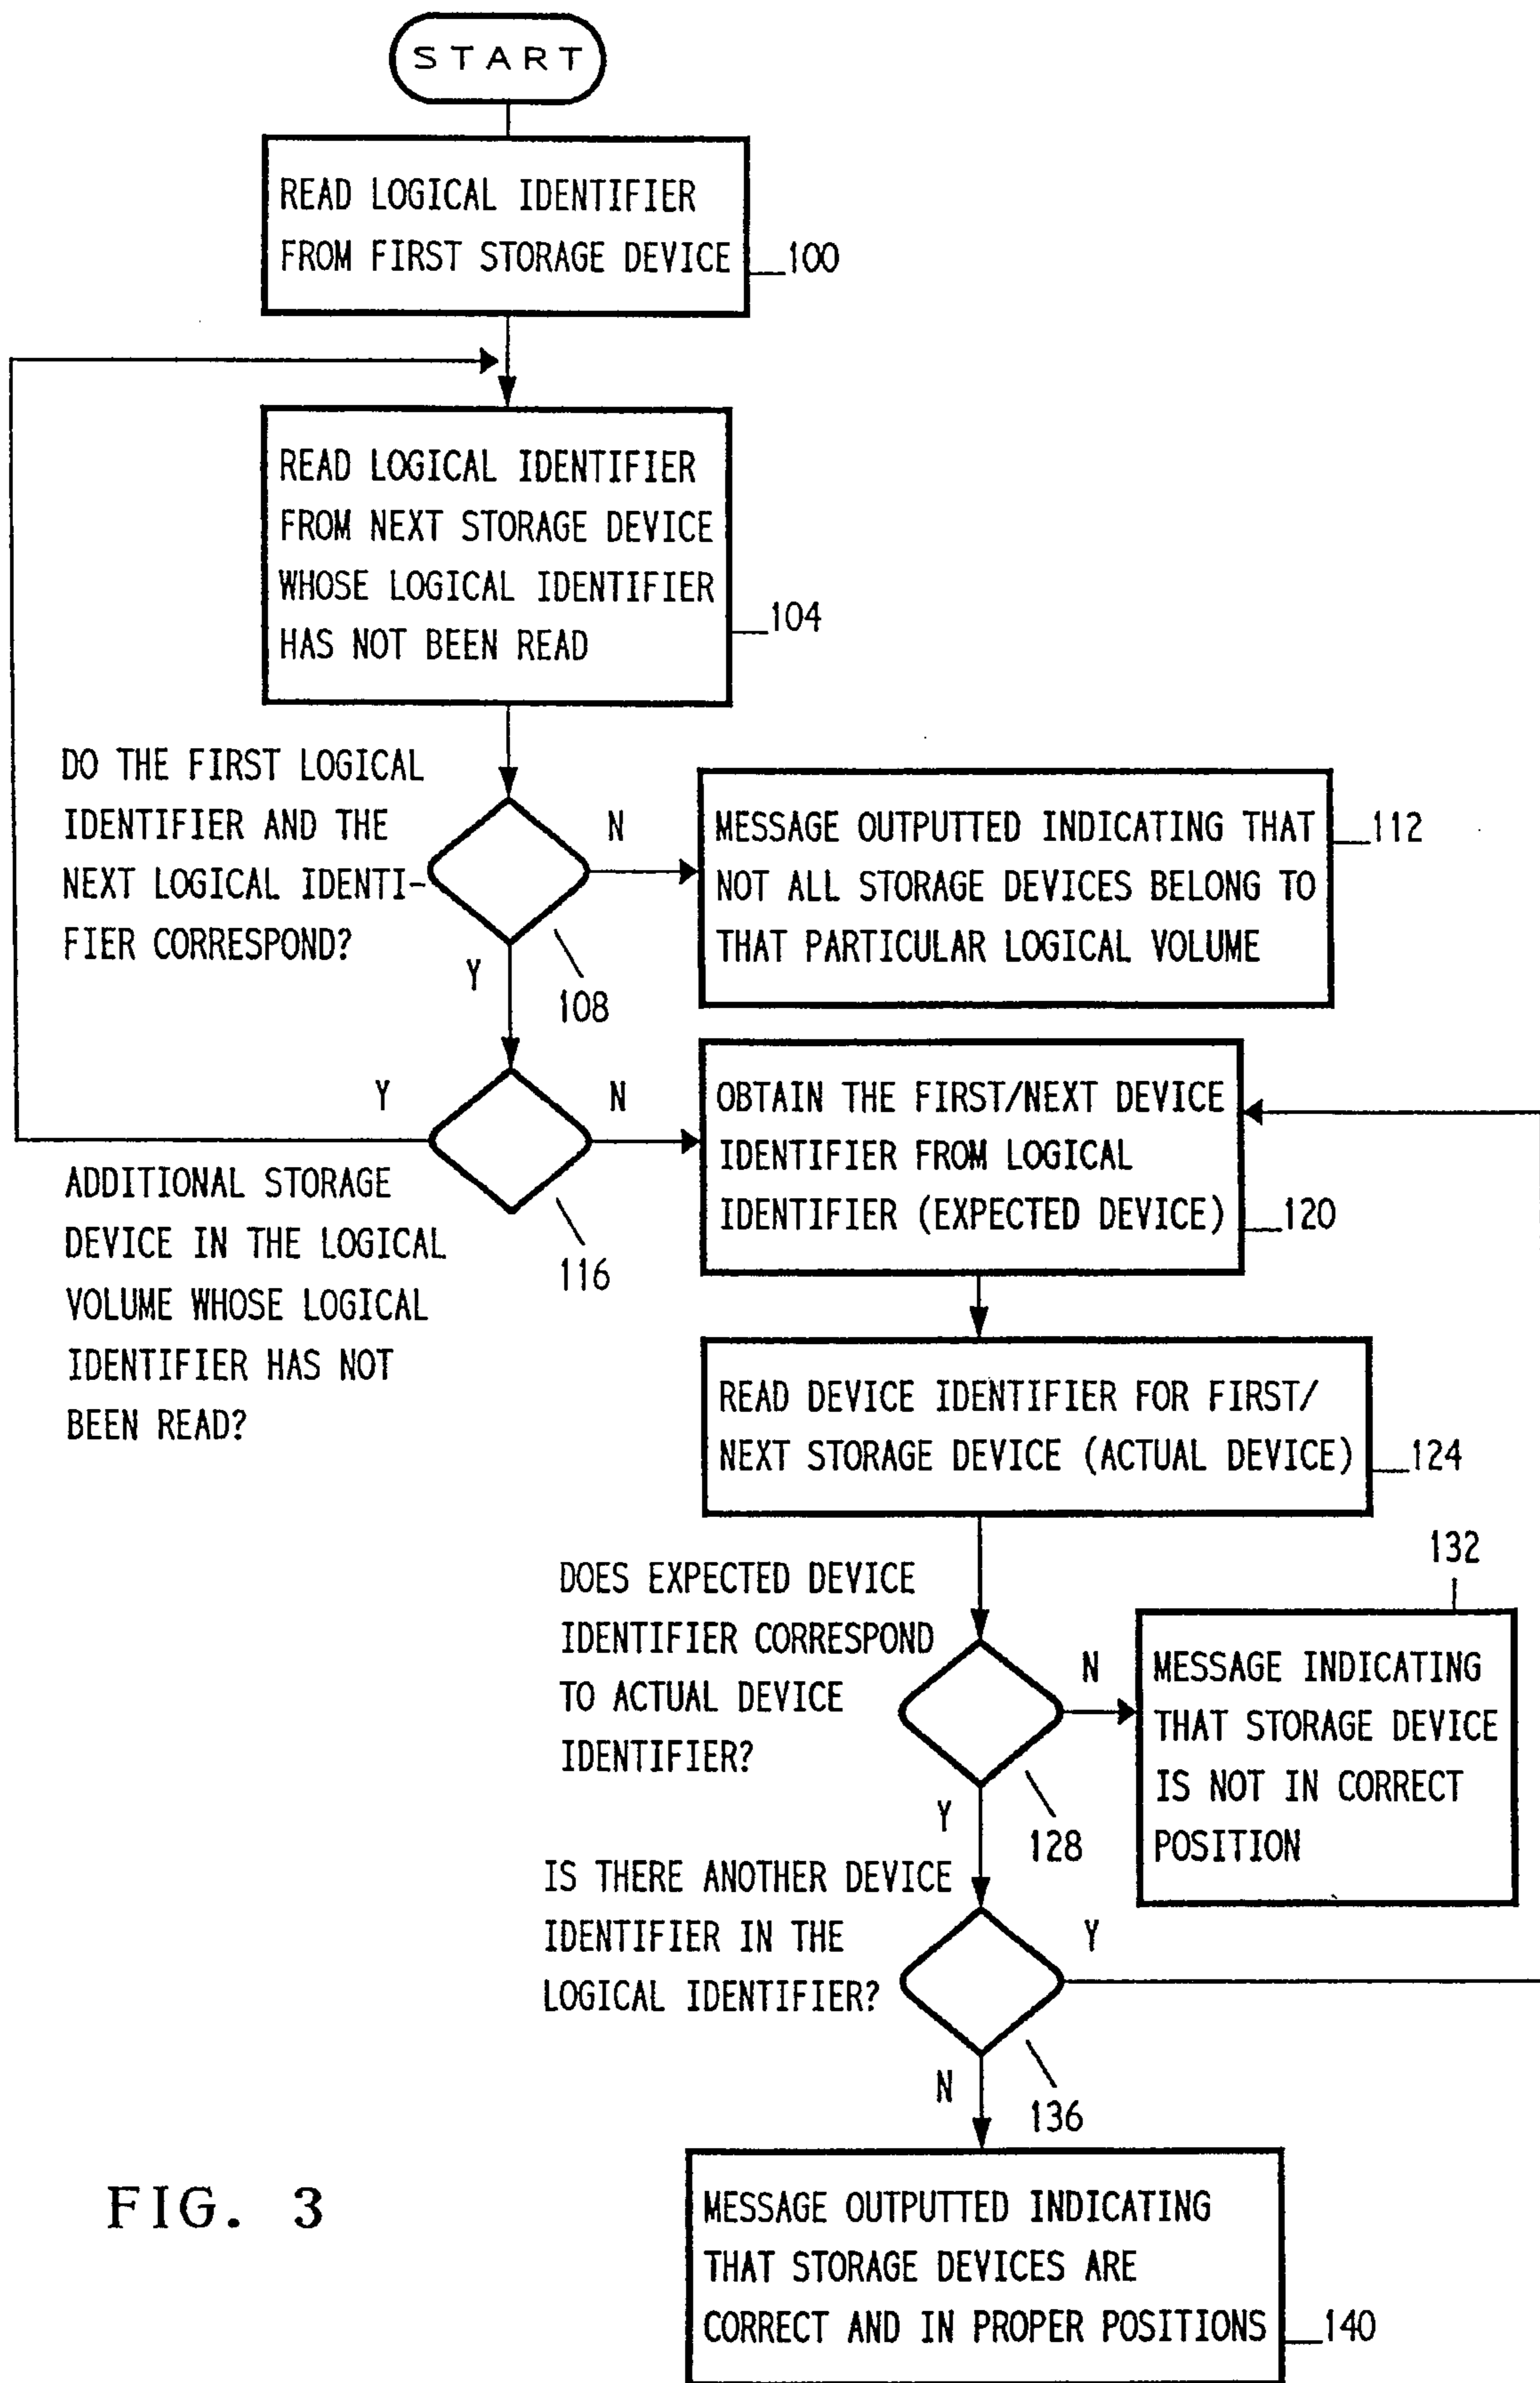 START
READ LOGICAL IDENTIFIER
FROM FIRST STORAGE DEVICE
100
READ LOGICAL IDENTIFIER
FROM NEXT STORAGE DEVICE
WHOSE LOGICAL IDENTIFIER
HAS NOT BEEN READ
104
DO THE FIRST LOGICAL
IDENTIFIER AND THE
NEXT LOGICAL IDENTI-
FIER CORRESPOND?
N
Y
108
MESSAGE OUTPUTTED INDICATING THAT
NOT ALL STORAGE DEVICES BELONG TO
THAT PARTICULAR LOGICAL VOLUME
112
Y
N
ADDITIONAL STORAGE
DEVICE IN THE LOGICAL
VOLUME WHOSE LOGICAL
IDENTIFIER HAS NOT
BEEN READ?
116
OBTAIN THE FIRST/NEXT DEVICE
IDENTIFIER FROM LOGICAL
IDENTIFIER (EXPECTED DEVICE)
120
READ DEVICE IDENTIFIER FOR FIRST/
NEXT STORAGE DEVICE (ACTUAL DEVICE)
124
DOES EXPECTED DEVICE
IDENTIFIER CORRESPOND
TO ACTUAL DEVICE
IDENTIFIER?
N
Y
128
132
MESSAGE INDICATING
THAT STORAGE DEVICE
IS NOT IN CORRECT
POSITION
IS THERE ANOTHER DEVICE
IDENTIFIER IN THE
LOGICAL IDENTIFIER?
Y
N
136
MESSAGE OUTPUTTED INDICATING
THAT STORAGE DEVICES ARE
CORRECT AND IN PROPER POSITIONS
140
FIG. 3